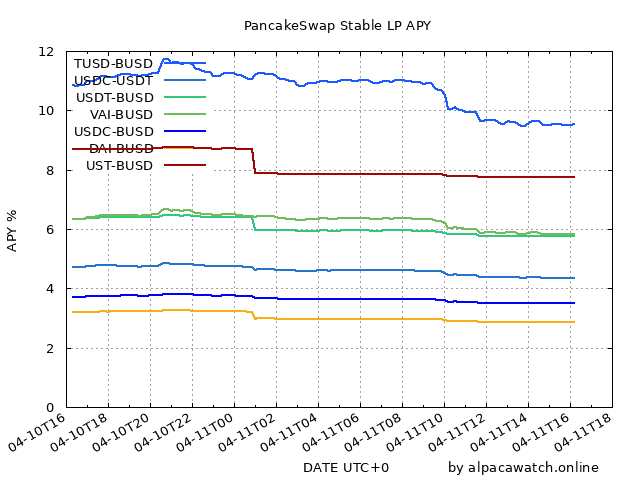 PancakeSwap Stable LP APY
12
10
8
6
4
2
0
APY %
TUSD-BUSD
USDC-USDT
USDT-BUSD
VAI-BUSD
USDC-BUSD
DAI-BUSD
UST-BUSD
04-10T16
04-10T18
04-10T20
04-10T22
04-11T00
04-11T02
04-11T04
04-11T06
04-11T08
04-11T10
04-11T12
04-11T14
04-11T16
04-11T18
DATE UTC+0
by alpacawatch.online